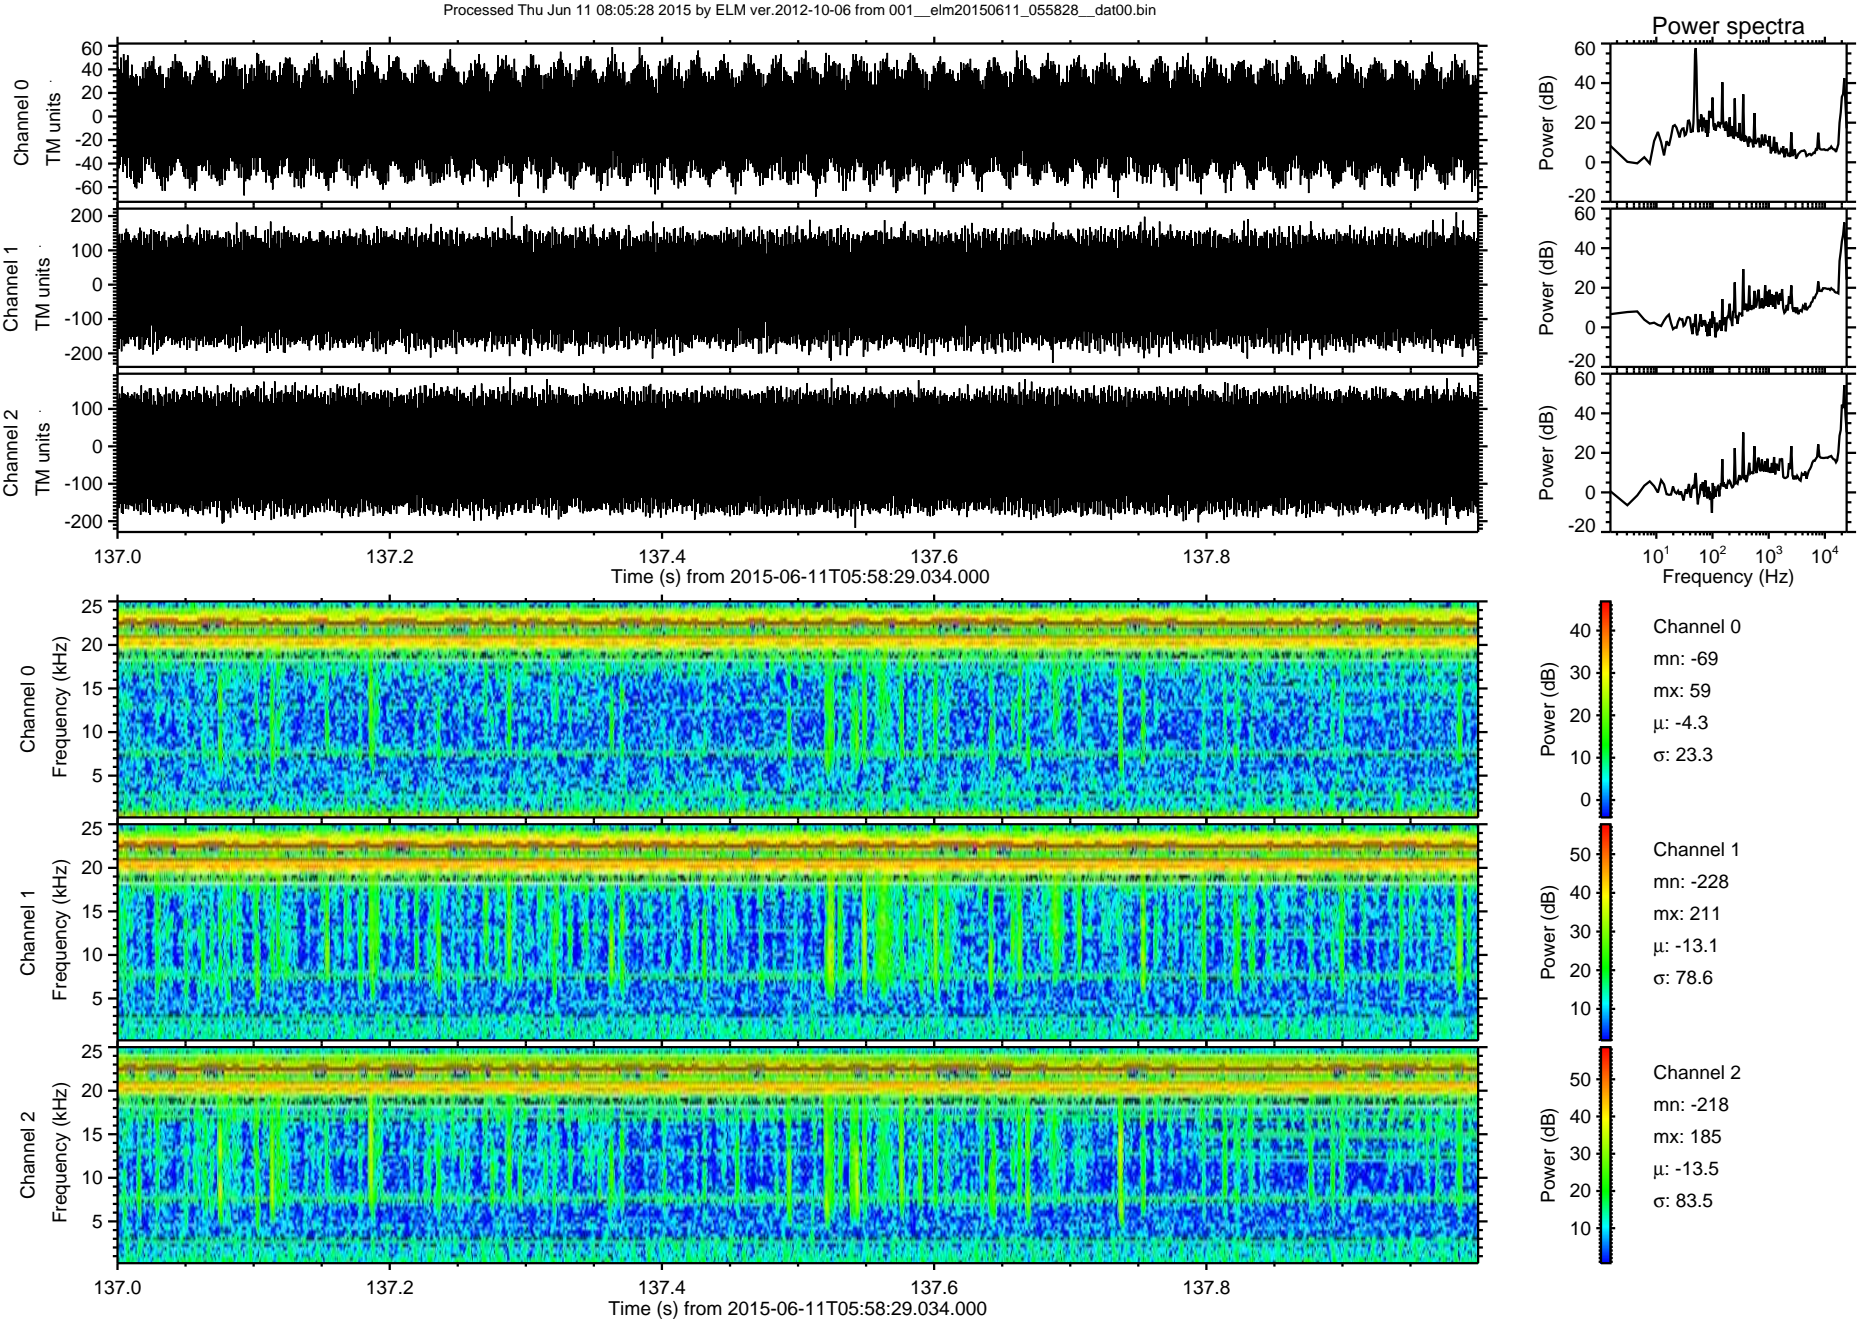 Processed Thu Jun 11 08:05:28 2015 by ELM ver.2012-10-06 from 001__elm20150611_055828__dat00.bin
Power spectra
Channel 0
TM units
60
40
20
0
-20
-40
-60
Power (dB)
60
40
20
0
-20
Channel 1
TM units
200
100
0
-100
-200
Power (dB)
60
40
20
0
-20
Channel 2
TM units
100
0
-100
-200
Power (dB)
60
40
20
0
-20
137.0 137.2 137.4 137.6 137.8
Time (s) from 2015-06-11T05:58:29.034.000
10^1 10^2 10^3 10^4
Frequency (Hz)
Channel 0
Frequency (kHz)
25
20
15
10
5
Power (dB)
40
30
20
10
0
Channel 0
mn: -69
mx: 59
μ: -4.3
σ: 23.3
Channel 1
Frequency (kHz)
25
20
15
10
5
Power (dB)
50
40
30
20
10
Channel 1
mn: -228
mx: 211
μ: -13.1
σ: 78.6
Channel 2
Frequency (kHz)
25
20
15
10
5
Power (dB)
50
40
30
20
10
Channel 2
mn: -218
mx: 185
μ: -13.5
σ: 83.5
137.0 137.2 137.4 137.6 137.8
Time (s) from 2015-06-11T05:58:29.034.000